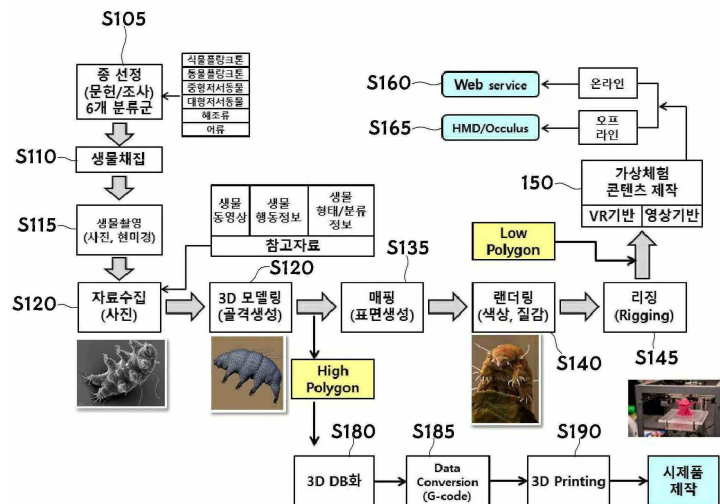 S105
종 선정
(문헌/조사)
6개 분류군
식물플랑크톤
동물플랑크톤
중형저서동물
대형저서동물
해조류
어류
S110
생물채집
S115
생물촬영
(사진, 현미경)
생물
동영상
생물
행동정보
생물
형태/분류
정보
참고자료
S120
자료수집
(사진)
S120
3D 모델링
(골격생성)
S135
매핑
(표면생성)
랜더링
(색상, 질감)
S140
리징
(Rigging)
S145
Low
Polygon
150
가상체험
콘텐츠 제작
VR기반
영상기반
온라인
오프
라인
S160
Web service
S165
HMD/Occulus
High
Polygon
S180
3D DB화
S185
Data
Conversion
(G-code)
S190
3D Printing
시제품
제작